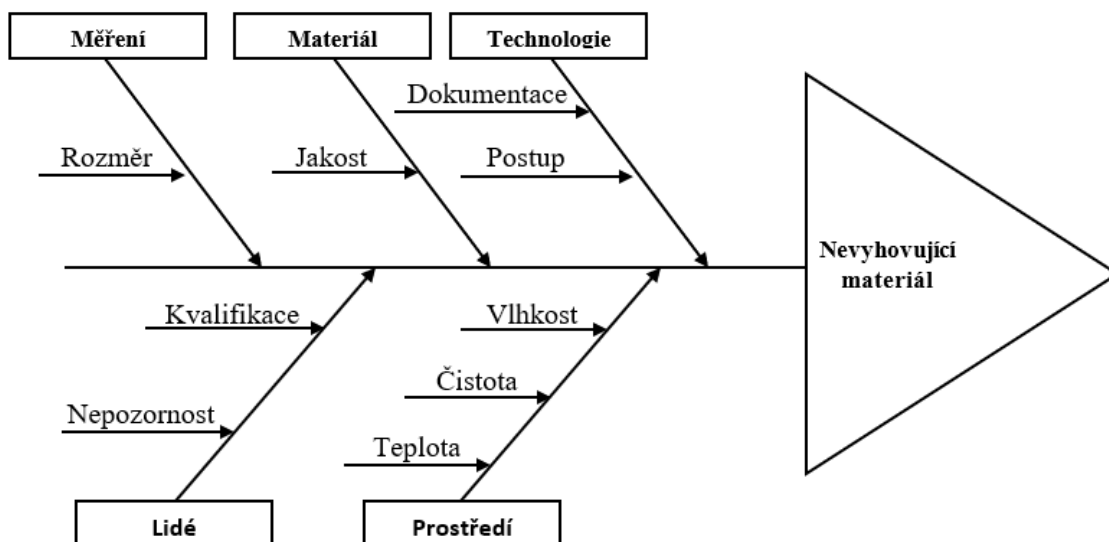 Měření
Materiál
Technologie
Dokumentace
Rozměr
Jakost
Postup
Nevyhovující
materiál
Kvalifikace
Vlhkost
Čistota
Nepozornost
Teplota
Lidé
Prostředí